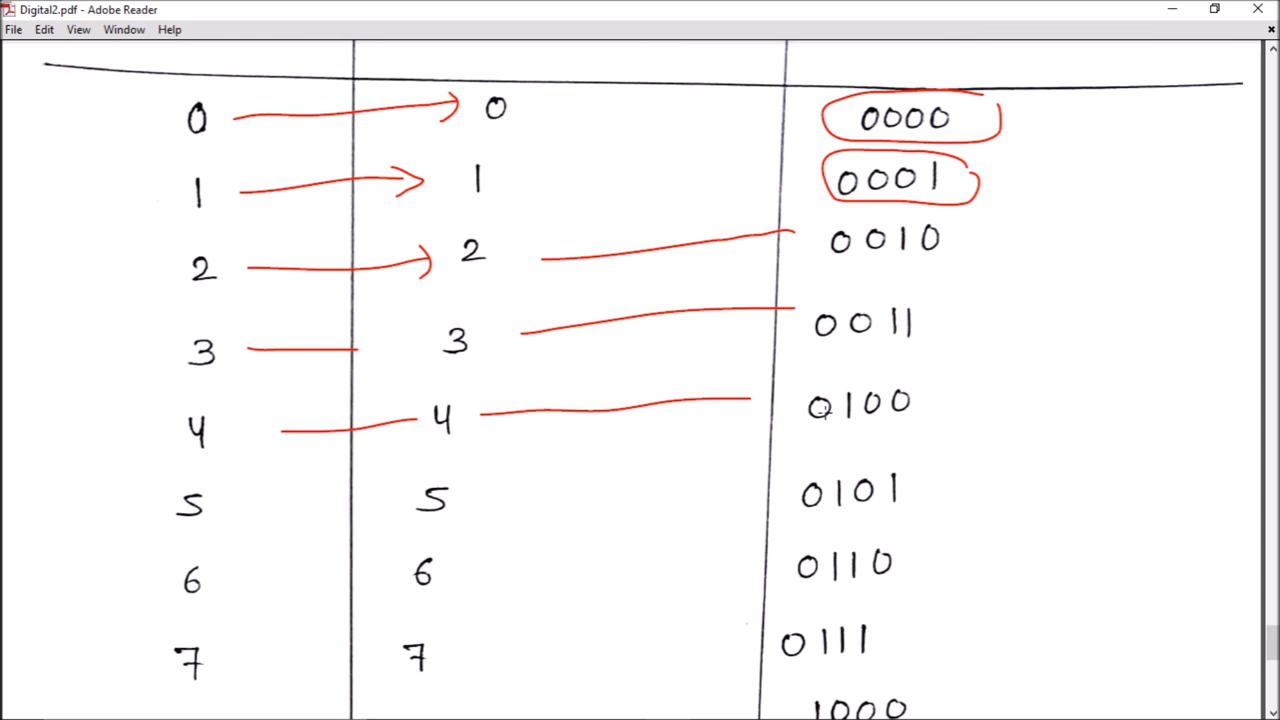 Digital2.pdf - Adobe Reader
File Edit View Window Help
0 0 0000
1 1 0001
2 2 0010
3 3 0011
4 4 0100
5 5 0101
6 6 0110
7 7 0111
1000